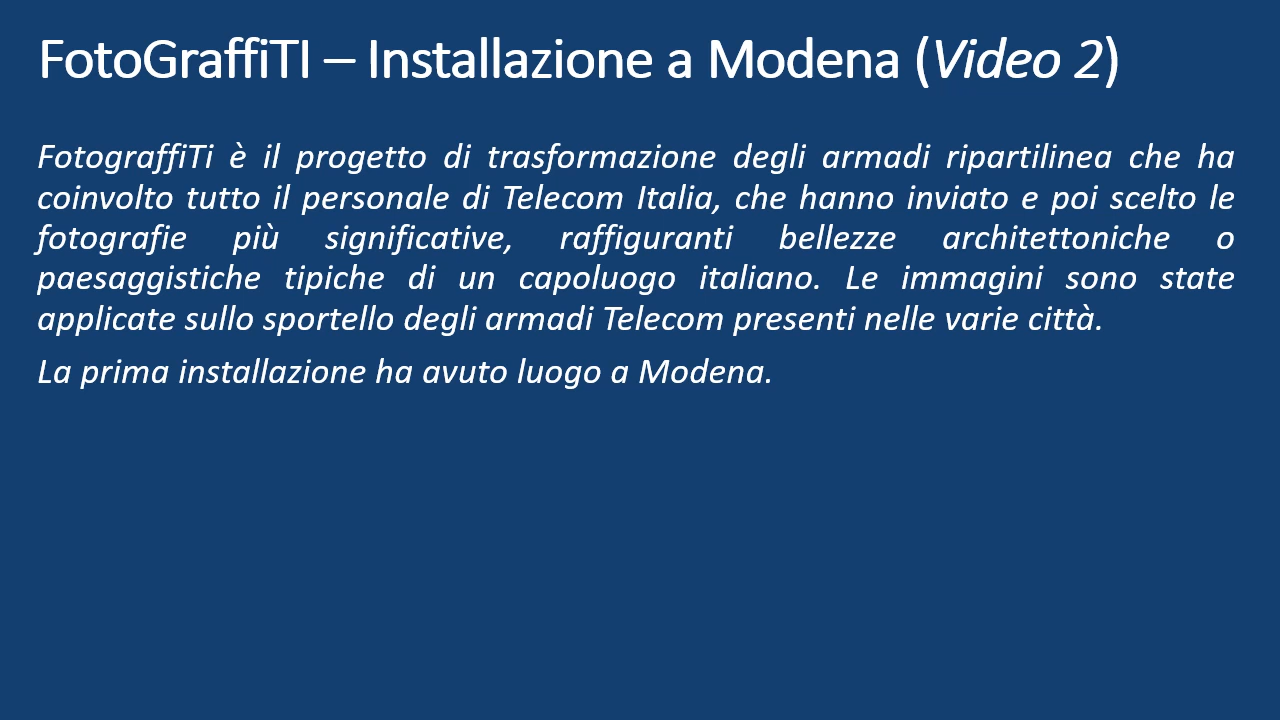 FotoGraffiTI – Installazione a Modena (Video 2)
FotograffiTi è il progetto di trasformazione degli armadi ripartilinea che ha
coinvolto tutto il personale di Telecom Italia, che hanno inviato e poi scelto le
fotografie più significative, raffiguranti bellezze architettoniche o
paesaggistiche tipiche di un capoluogo italiano. Le immagini sono state
applicate sullo sportello degli armadi Telecom presenti nelle varie città.
La prima installazione ha avuto luogo a Modena.